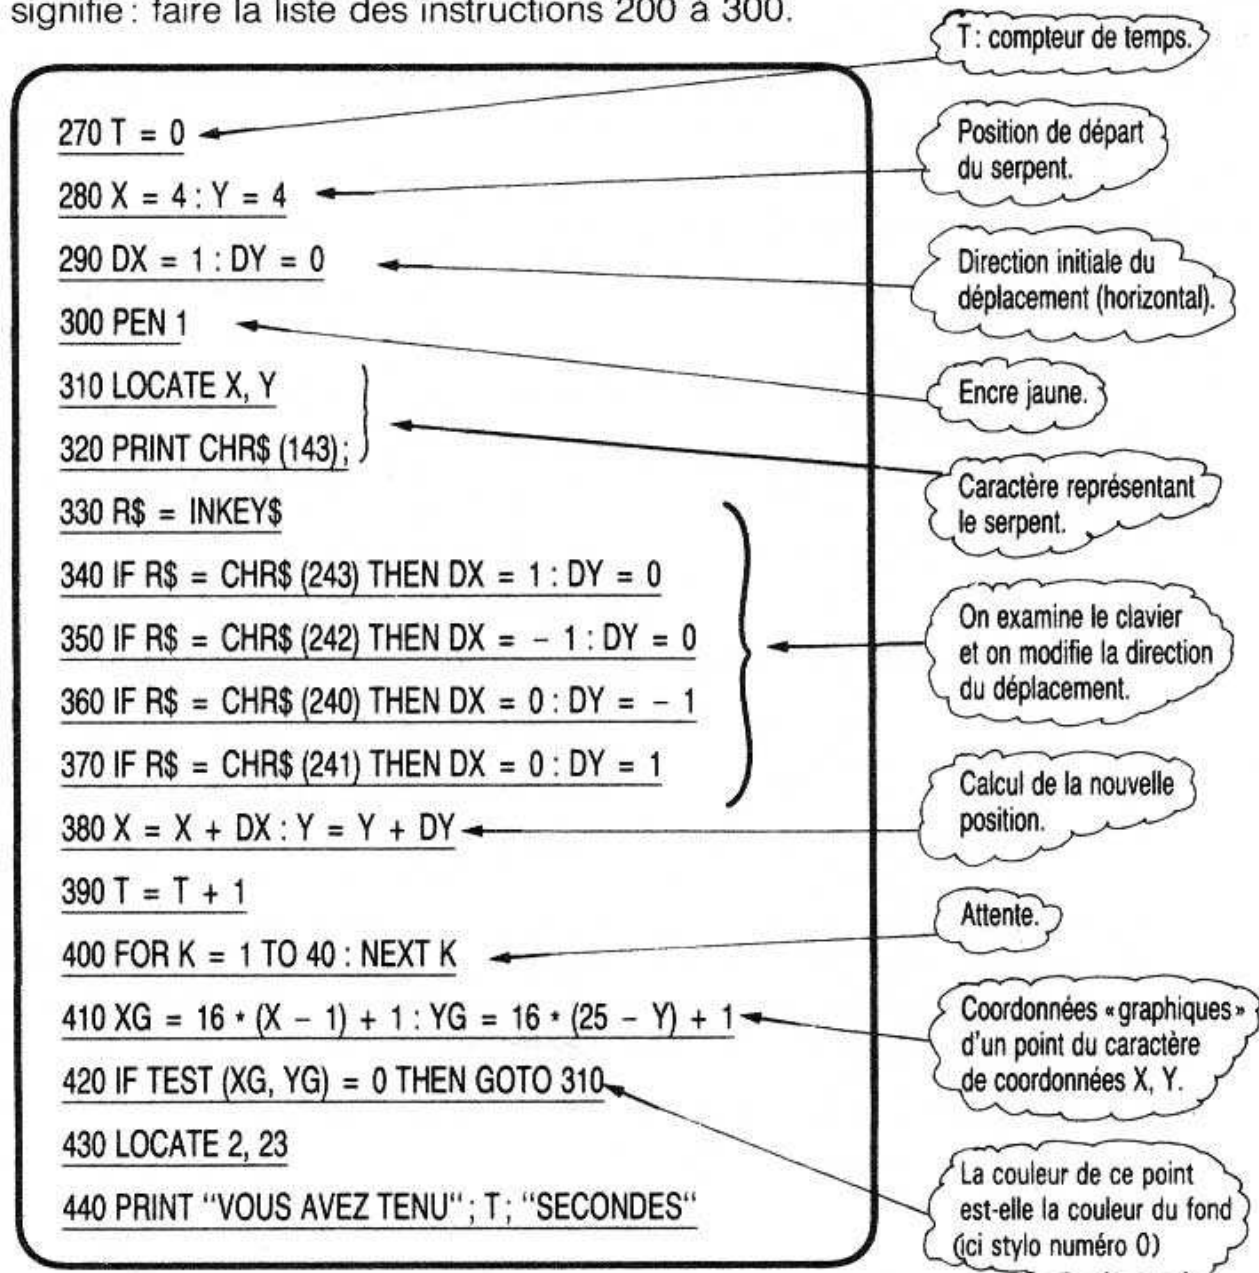 signifie : faire la liste des instructions 200 à 300.
270 T = 0
280 X = 4 : Y = 4
290 DX = 1 : DY = 0
300 PEN 1
310 LOCATE X, Y
320 PRINT CHR$ (143);
330 R$ = INKEY$
340 IF R$ = CHR$ (243) THEN DX = 1 : DY = 0
350 IF R$ = CHR$ (242) THEN DX = – 1 : DY = 0
360 IF R$ = CHR$ (240) THEN DX = 0 : DY = – 1
370 IF R$ = CHR$ (241) THEN DX = 0 : DY = 1
380 X = X + DX : Y = Y + DY
390 T = T + 1
400 FOR K = 1 TO 40 : NEXT K
410 XG = 16 * (X – 1) + 1 : YG = 16 * (25 – Y) + 1
420 IF TEST (XG, YG) = 0 THEN GOTO 310
430 LOCATE 2, 23
440 PRINT “VOUS AVEZ TENU“ ; T ; “SECONDES“
T : compteur de temps.
Position de départ
du serpent.
Direction initiale du
déplacement (horizontal).
Encre jaune.
Caractère représentant
le serpent.
On examine le clavier
et on modifie la direction
du déplacement.
Calcul de la nouvelle
position.
Attente.
Coordonnées «graphiques»
d'un point du caractère
de coordonnées X, Y.
La couleur de ce point
est-elle la couleur du fond
(ici stylo numéro 0)